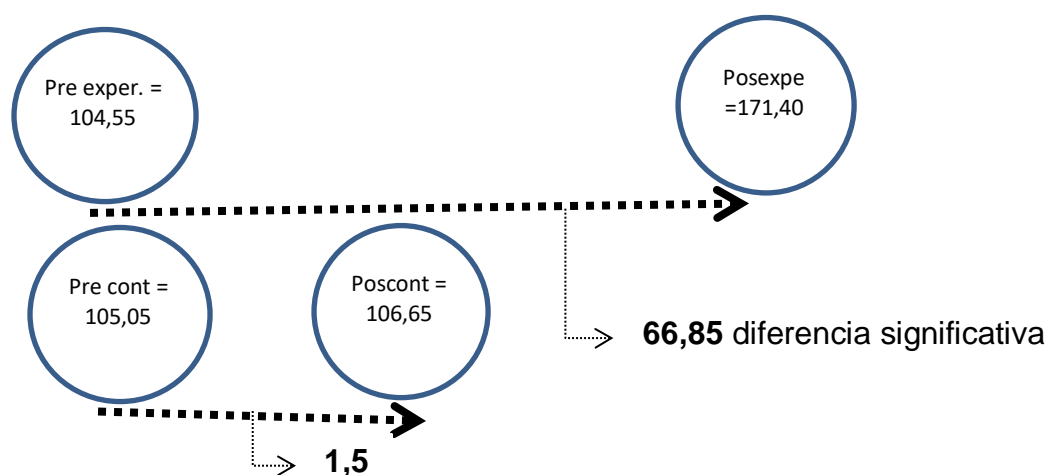 Pre exper. =
104,55
Posexpe
=171,40
Pre cont =
105,05
Poscont =
106,65
66,85 diferencia significativa
1,5